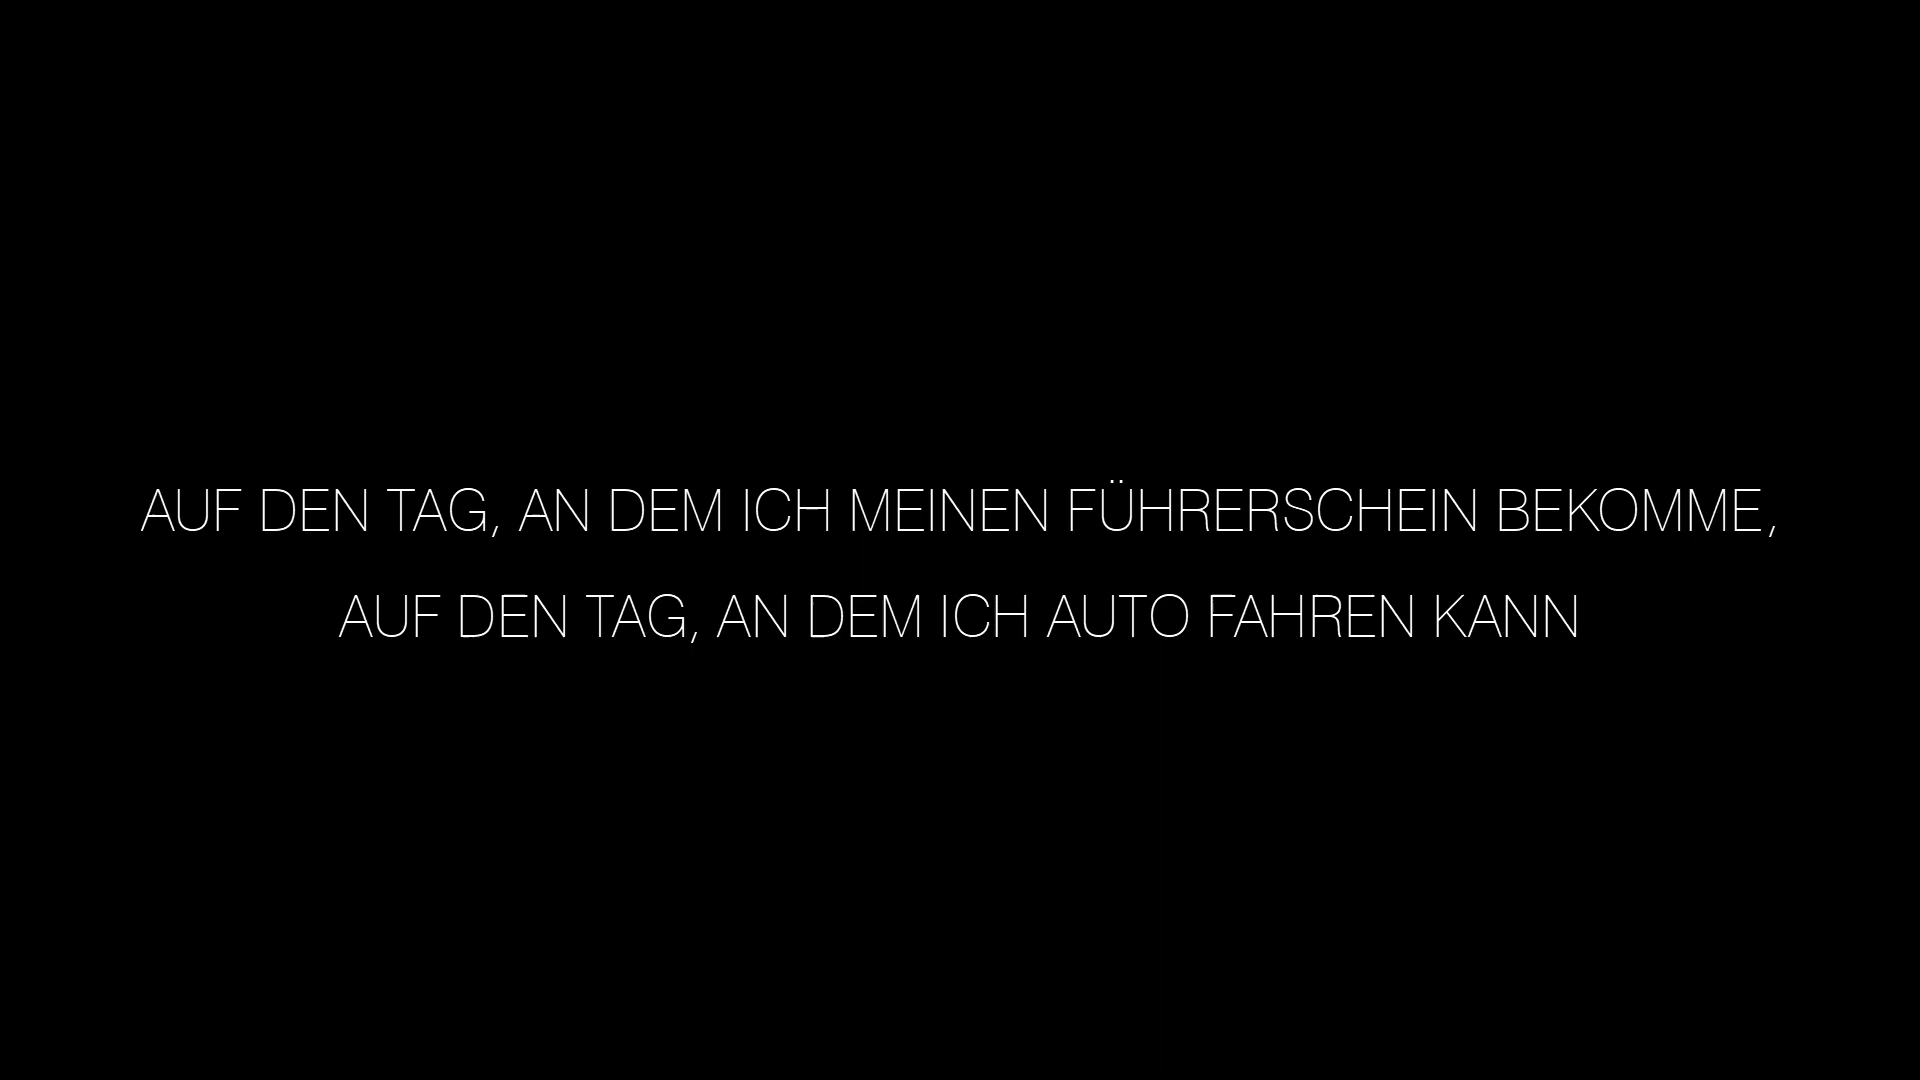 AUF DEN TAG, AN DEM ICH MEINEN FÜHRERSCHEIN BEKOMME,
AUF DEN TAG, AN DEM ICH AUTO FAHREN KANN